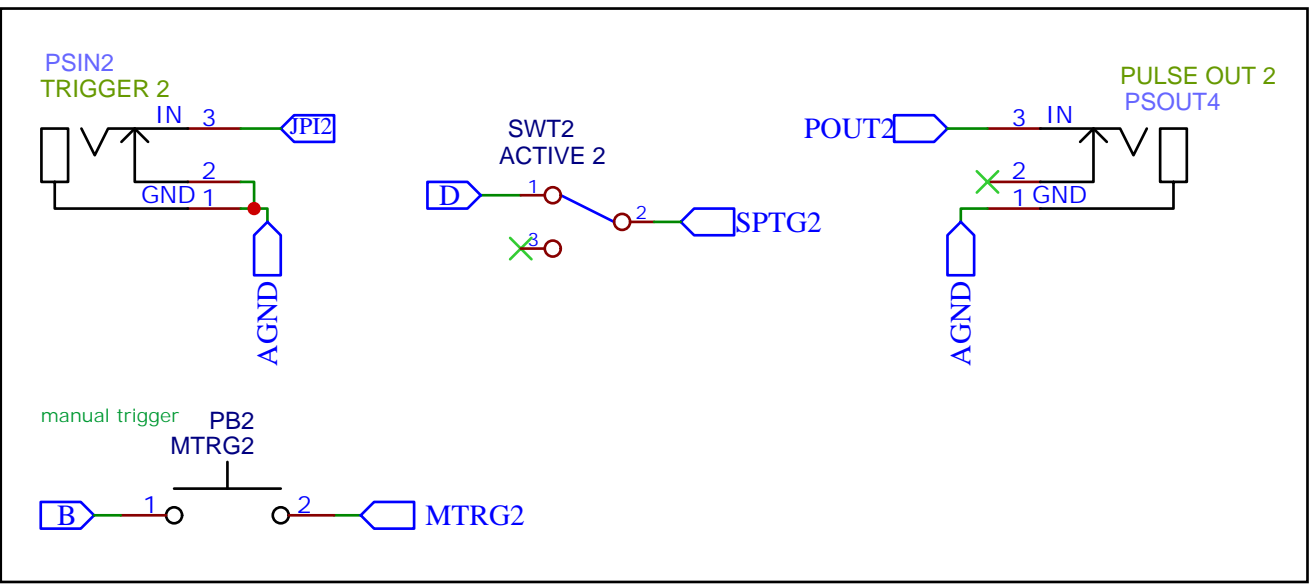 PSIN2
TRIGGER 2
IN 3
JPI2
2
GND 1
AGND
SWT2
ACTIVE 2
D
1
2
SPTG2
3
PULSE OUT 2
PSOUT4
POUT2
3 IN
2
1 GND
AGND
manual trigger
PB2
MTRG2
B
1
2
MTRG2